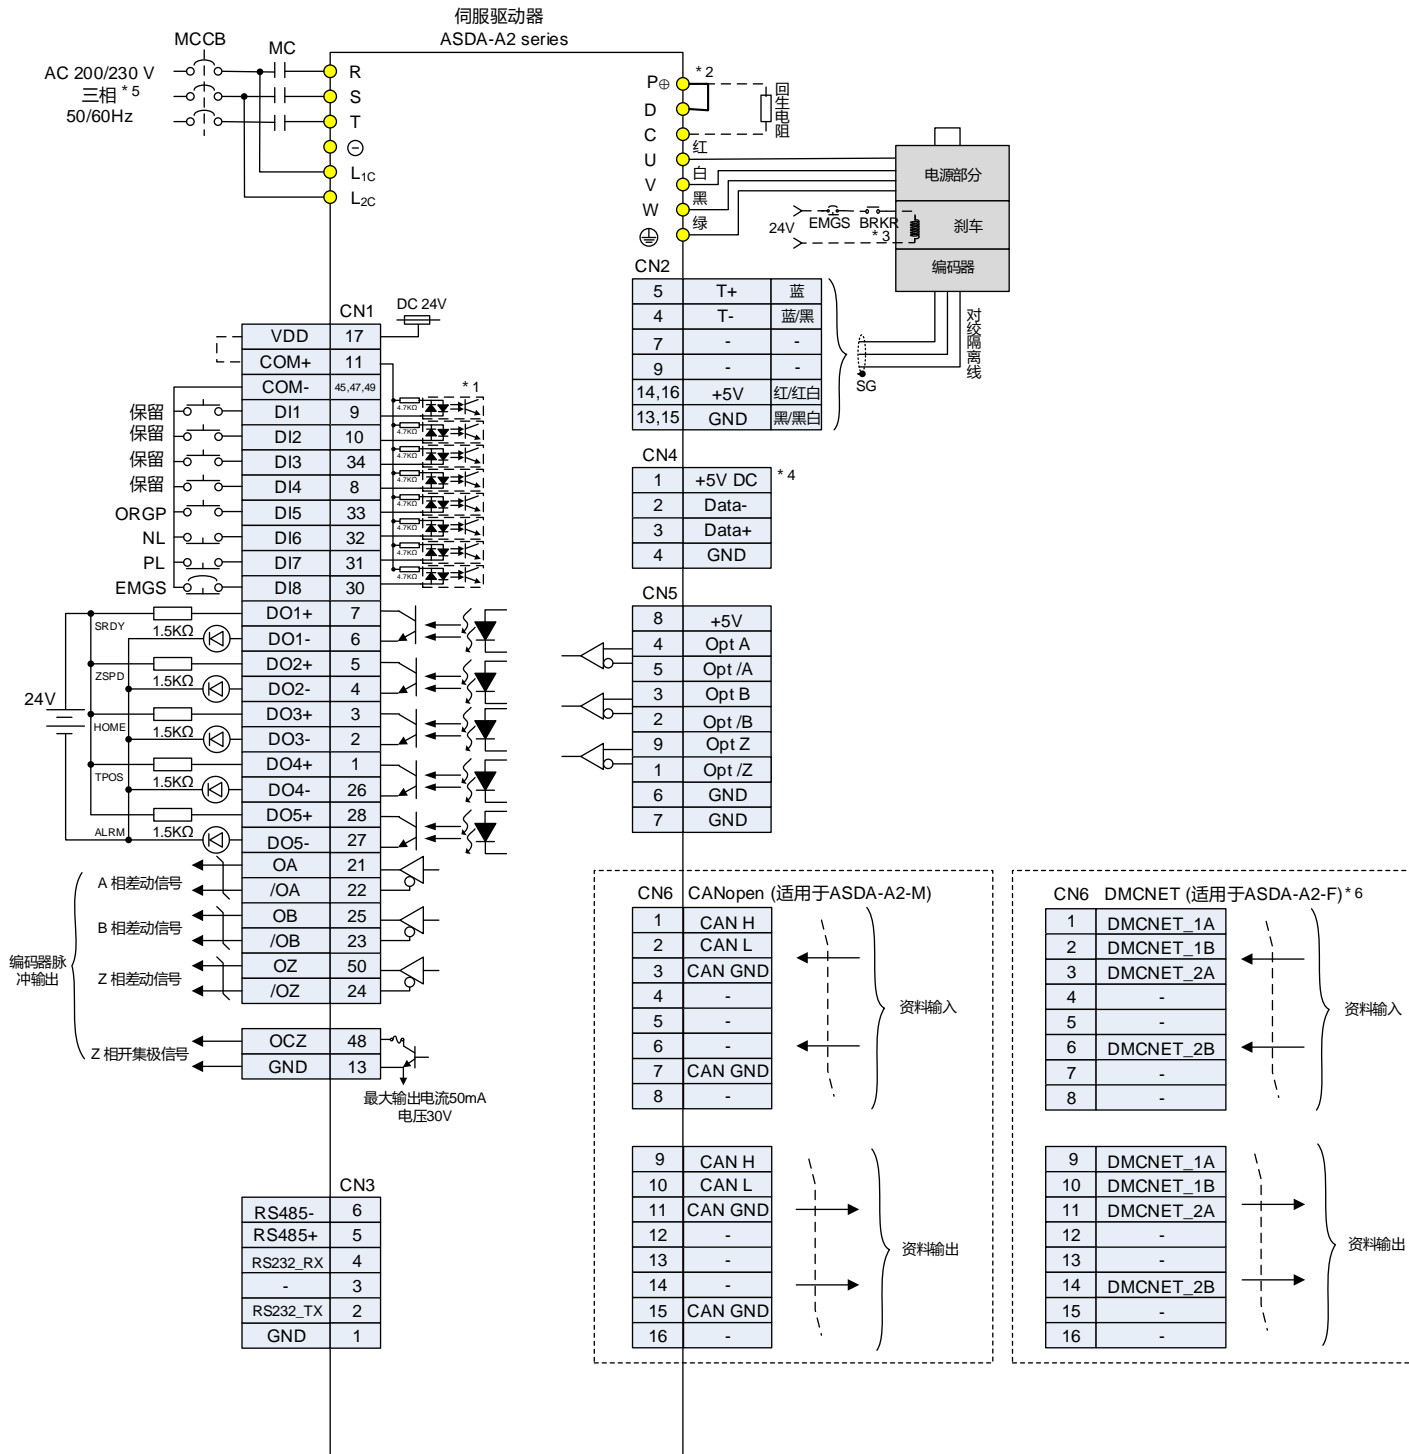 伺服驱动器
ASDA-A2 series
MCCB
MC
AC 200/230 V
三相 *5
50/60Hz
R
S
T
⊖
L1C
L2C
P⊕
D
C
U
V
W
*2
回生电阻
红
白
黑
绿
电源部分
刹车
编码器
24V
EMGS
BRKR
*3
对绞隔离线
SG
CN2
5 T+ 蓝
4 T- 蓝/黑
7 - -
9 - -
14,16 +5V 红/红白
13,15 GND 黑/黑白
CN4
1 +5V DC *4
2 Data-
3 Data+
4 GND
CN5
8 +5V
4 Opt A
5 Opt /A
3 Opt B
2 Opt /B
9 Opt Z
1 Opt /Z
6 GND
7 GND
CN1
DC 24V
VDD 17
COM+ 11
COM- 45,47,49
*1
保留 DI1 9 4.7KΩ
保留 DI2 10 4.7KΩ
保留 DI3 34 4.7KΩ
保留 DI4 8 4.7KΩ
ORGP DI5 33 4.7KΩ
NL DI6 32 4.7KΩ
PL DI7 31 4.7KΩ
EMGS DI8 30 4.7KΩ
24V
DO1+ 7
SRDY 1.5KΩ DO1- 6
DO2+ 5
ZSPD 1.5KΩ DO2- 4
DO3+ 3
HOME 1.5KΩ DO3- 2
DO4+ 1
TPOS 1.5KΩ DO4- 26
DO5+ 28
ALRM 1.5KΩ DO5- 27
编码器脉
冲输出
OA 21
A 相差动信号
/OA 22
OB 25
B 相差动信号
/OB 23
OZ 50
Z 相差动信号
/OZ 24
OCZ 48
Z 相开集极信号
GND 13
最大输出电流50mA
电压30V
CN3
RS485- 6
RS485+ 5
RS232_RX 4
- 3
RS232_TX 2
GND 1
CN6 CANopen (适用于ASDA-A2-M)
1 CAN H
2 CAN L
3 CAN GND
4 -
5 -
6 -
7 CAN GND
8 -
资料输入
9 CAN H
10 CAN L
11 CAN GND
12 -
13 -
14 -
15 CAN GND
16 -
资料输出
CN6 DMCNET (适用于ASDA-A2-F) *6
1 DMCNET_1A
2 DMCNET_1B
3 DMCNET_2A
4 -
5 -
6 DMCNET_2B
7 -
8 -
资料输入
9 DMCNET_1A
10 DMCNET_1B
11 DMCNET_2A
12 -
13 -
14 DMCNET_2B
15 -
16 -
资料输出